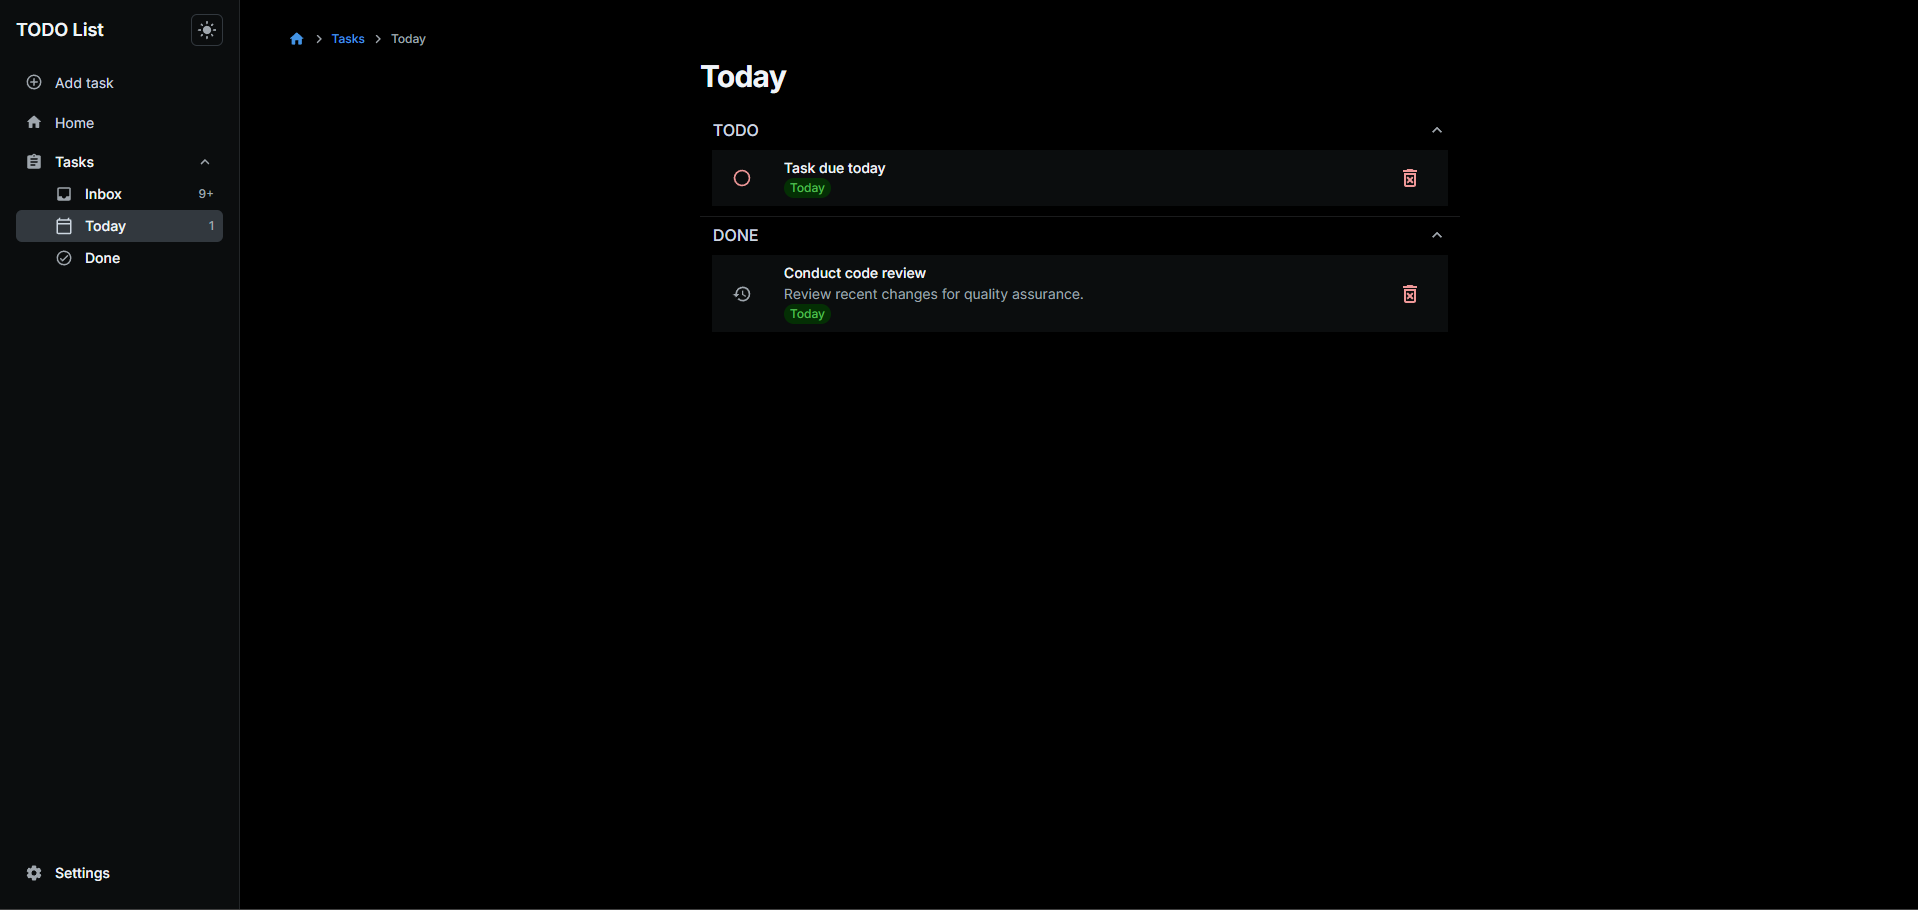 TODO List
Add task
Home
Tasks
Inbox 9+
Today 1
Done
Settings
Tasks Today
Today
TODO
Task due today
Today
DONE
Conduct code review
Review recent changes for quality assurance.
Today